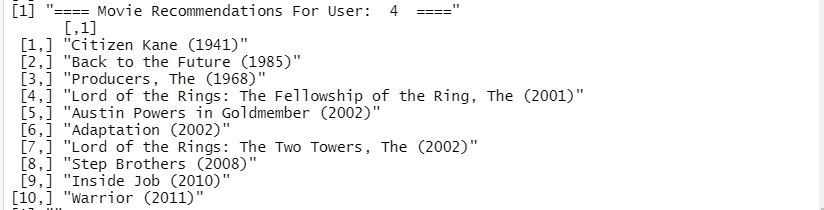 [1] "==== Movie Recommendations For User:  4  ===="
      [,1]
 [1,] "Citizen Kane (1941)"
 [2,] "Back to the Future (1985)"
 [3,] "Producers, The (1968)"
 [4,] "Lord of the Rings: The Fellowship of the Ring, The (2001)"
 [5,] "Austin Powers in Goldmember (2002)"
 [6,] "Adaptation (2002)"
 [7,] "Lord of the Rings: The Two Towers, The (2002)"
 [8,] "Step Brothers (2008)"
 [9,] "Inside Job (2010)"
[10,] "Warrior (2011)"